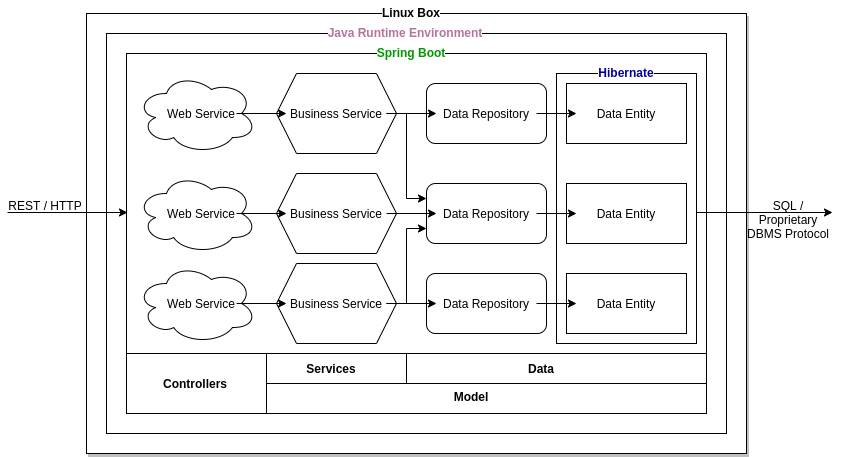 Linux Box
Java Runtime Environment
Spring Boot
Hibernate
Web Service
Business Service
Data Repository
Data Entity
REST / HTTP
Web Service
Business Service
Data Repository
Data Entity
SQL /
Proprietary
DBMS Protocol
Web Service
Business Service
Data Repository
Data Entity
Controllers
Services
Data
Model